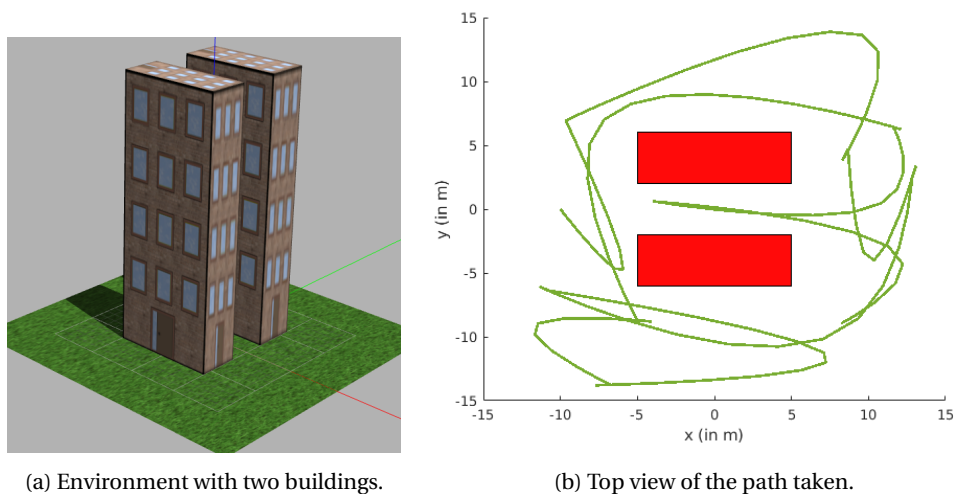 15
10
5
0
-5
-10
-15
y (in m)
-15 -10 -5 0 5 10 15
x (in m)
(a) Environment with two buildings.
(b) Top view of the path taken.